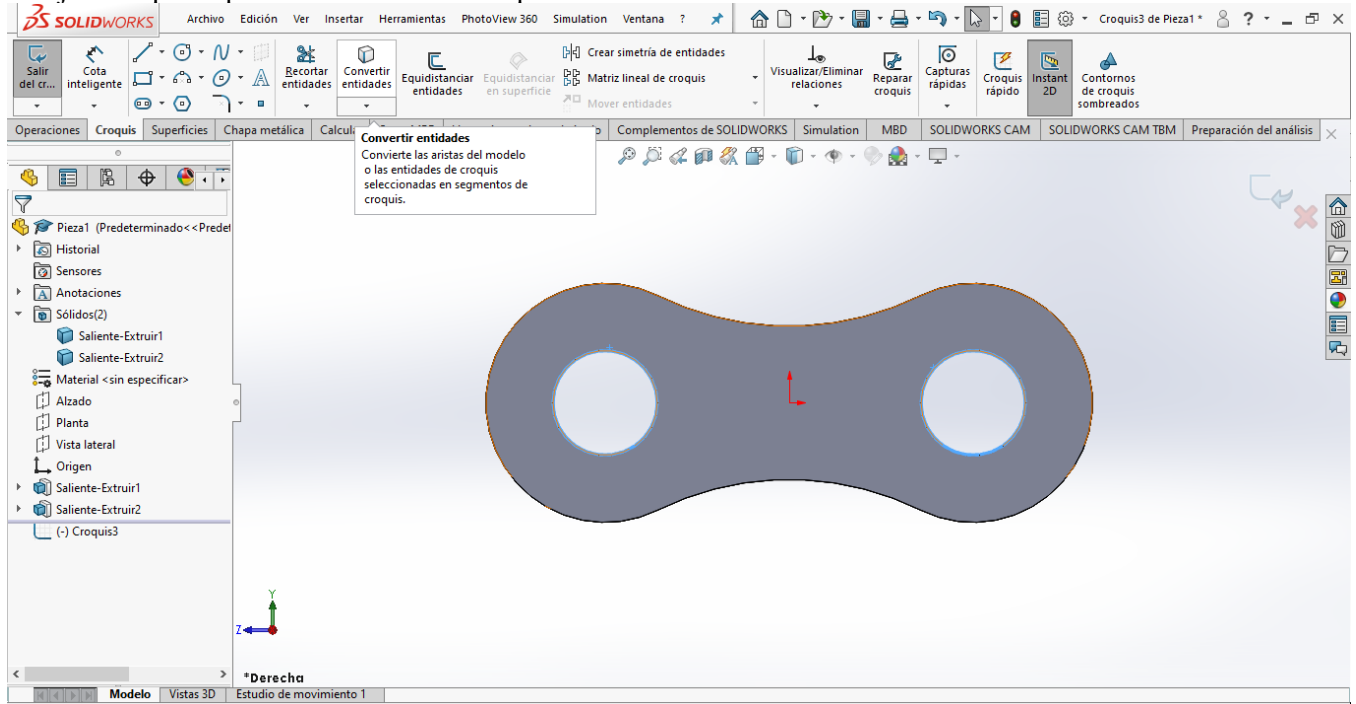 SOLIDWORKS Archivo Edición Ver Insertar Herramientas PhotoView 360 Simulation Ventana ? Croquis3 de Pieza1 * ?
Salir del cr...
Cota inteligente
Recortar entidades
Convertir entidades
Equidistanciar entidades
Equidistanciar en superficie
Crear simetría de entidades
Matriz lineal de croquis
Mover entidades
Visualizar/Eliminar relaciones
Reparar croquis
Capturas rápidas
Croquis rápido
Instant 2D
Contornos de croquis sombreados
Operaciones Croquis Superficies Chapa metálica Complementos de SOLIDWORKS Simulation MBD SOLIDWORKS CAM SOLIDWORKS CAM TBM Preparación del análisis
Convertir entidades
Convierte las aristas del modelo
o las entidades de croquis
seleccionadas en segmentos de
croquis.
Pieza1 (Predeterminado<<Predet
Historial
Sensores
Anotaciones
Sólidos(2)
Saliente-Extruir1
Saliente-Extruir2
Material <sin especificar>
Alzado
Planta
Vista lateral
Origen
Saliente-Extruir1
Saliente-Extruir2
(-) Croquis3
Y
Z
*Derecha
Modelo Vistas 3D Estudio de movimiento 1